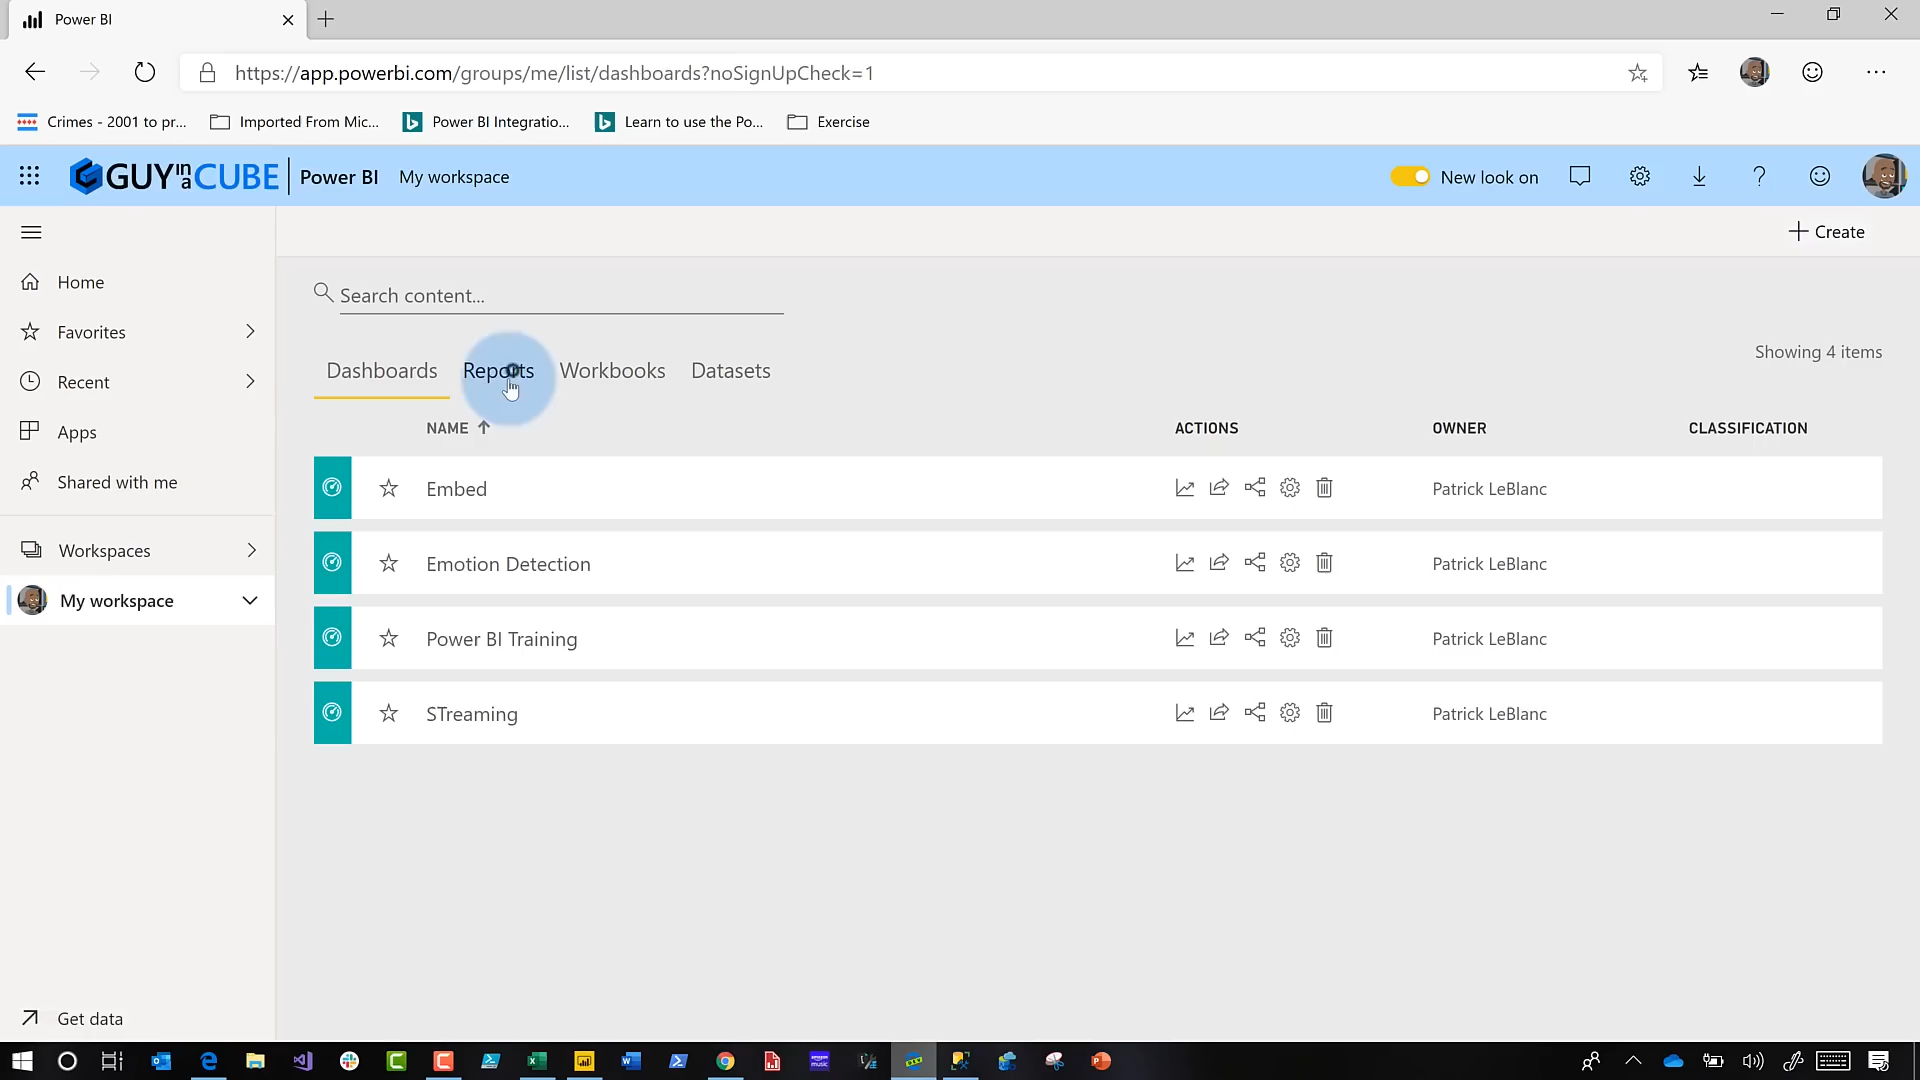 Power BI
https://app.powerbi.com/groups/me/list/dashboards?noSignUpCheck=1
Crimes - 2001 to pr...
Imported From Mic...
Power BI Integratio...
Learn to use the Po...
Exercise
GUY in a CUBE
Power BI
My workspace
New look on
Create
Home
Favorites
Recent
Apps
Shared with me
Workspaces
My workspace
Get data
Search content...
Dashboards
Reports
Workbooks
Datasets
Showing 4 items
NAME
ACTIONS
OWNER
CLASSIFICATION
Embed
Patrick LeBlanc
Emotion Detection
Patrick LeBlanc
Power BI Training
Patrick LeBlanc
STreaming
Patrick LeBlanc